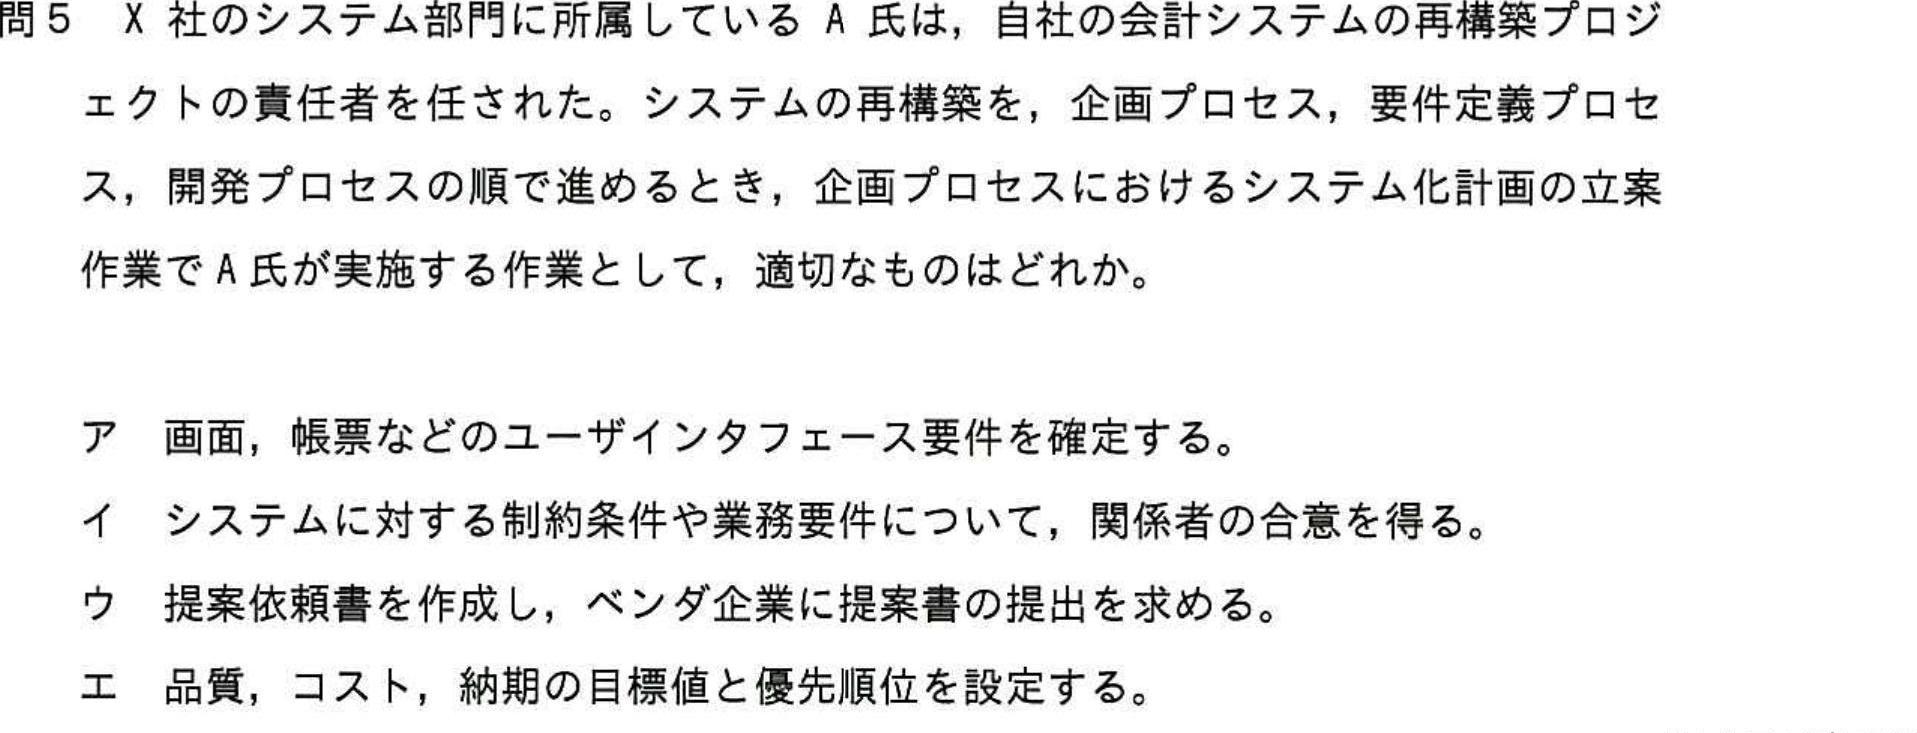 問5 X 社のシステム部門に所属している A 氏は，自社の会計システムの再構築プロジ
ェクトの責任者を任された。システムの再構築を，企画プロセス，要件定義プロセ
ス，開発プロセスの順で進めるとき，企画プロセスにおけるシステム化計画の立案
作業で A 氏が実施する作業として，適切なものはどれか。
ア 画面，帳票などのユーザインタフェース要件を確定する。
イ システムに対する制約条件や業務要件について，関係者の合意を得る。
ウ 提案依頼書を作成し，ベンダ企業に提案書の提出を求める。
エ 品質，コスト，納期の目標値と優先順位を設定する。